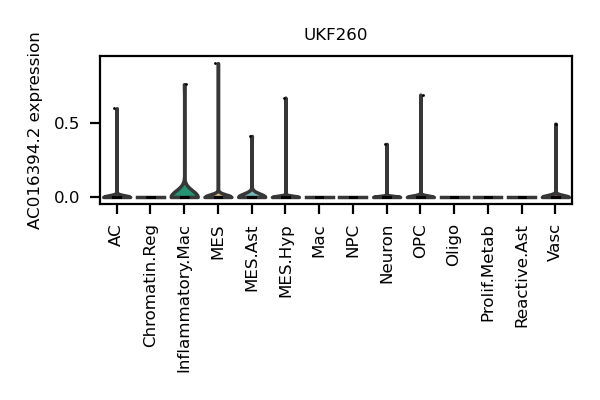 UKF260
AC016394.2 expression
0.5
0.0
AC
Chromatin.Reg
Inflammatory.Mac
MES
MES.Ast
MES.Hyp
Mac
NPC
Neuron
OPC
Oligo
Prolif.Metab
Reactive.Ast
Vasc